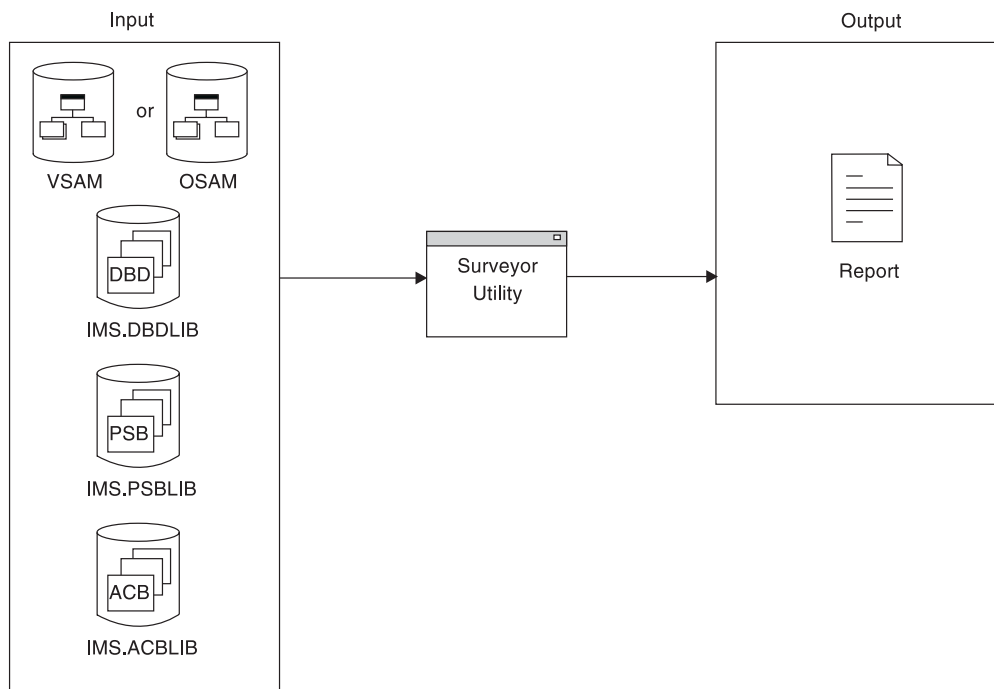 Input
Output
or
VSAM
OSAM
DBD
IMS.DBDLIB
Surveyor
Utility
Report
PSB
IMS.PSBLIB
ACB
IMS.ACBLIB